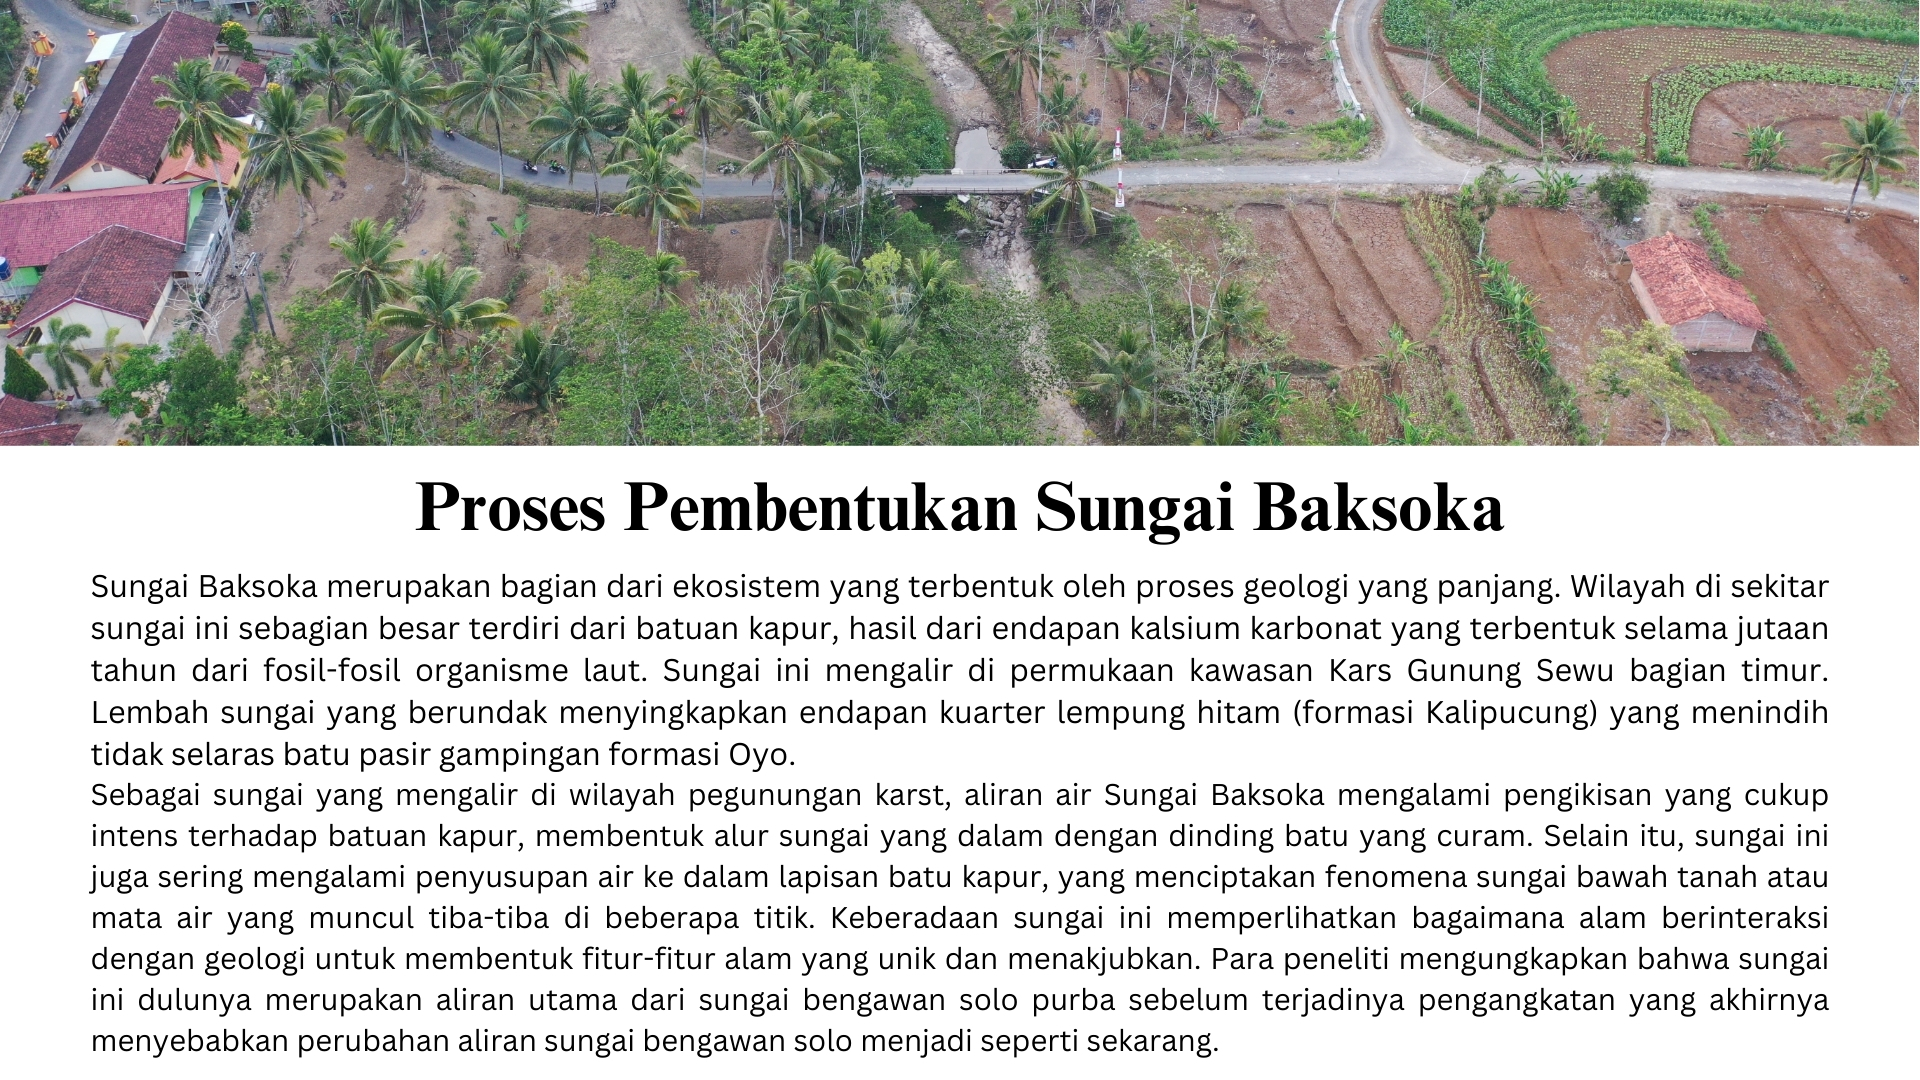 Proses Pembentukan Sungai Baksoka
Sungai Baksoka merupakan bagian dari ekosistem yang terbentuk oleh proses geologi yang panjang. Wilayah di sekitar
sungai ini sebagian besar terdiri dari batuan kapur, hasil dari endapan kalsium karbonat yang terbentuk selama jutaan
tahun dari fosil-fosil organisme laut. Sungai ini mengalir di permukaan kawasan Kars Gunung Sewu bagian timur.
Lembah sungai yang berundak menyingkapkan endapan kuarter lempung hitam (formasi Kalipucung) yang menindih
tidak selaras batu pasir gampingan formasi Oyo.
Sebagai sungai yang mengalir di wilayah pegunungan karst, aliran air Sungai Baksoka mengalami pengikisan yang cukup
intens terhadap batuan kapur, membentuk alur sungai yang dalam dengan dinding batu yang curam. Selain itu, sungai ini
juga sering mengalami penyusupan air ke dalam lapisan batu kapur, yang menciptakan fenomena sungai bawah tanah atau
mata air yang muncul tiba-tiba di beberapa titik. Keberadaan sungai ini memperlihatkan bagaimana alam berinteraksi
dengan geologi untuk membentuk fitur-fitur alam yang unik dan menakjubkan. Para peneliti mengungkapkan bahwa sungai
ini dulunya merupakan aliran utama dari sungai bengawan solo purba sebelum terjadinya pengangkatan yang akhirnya
menyebabkan perubahan aliran sungai bengawan solo menjadi seperti sekarang.